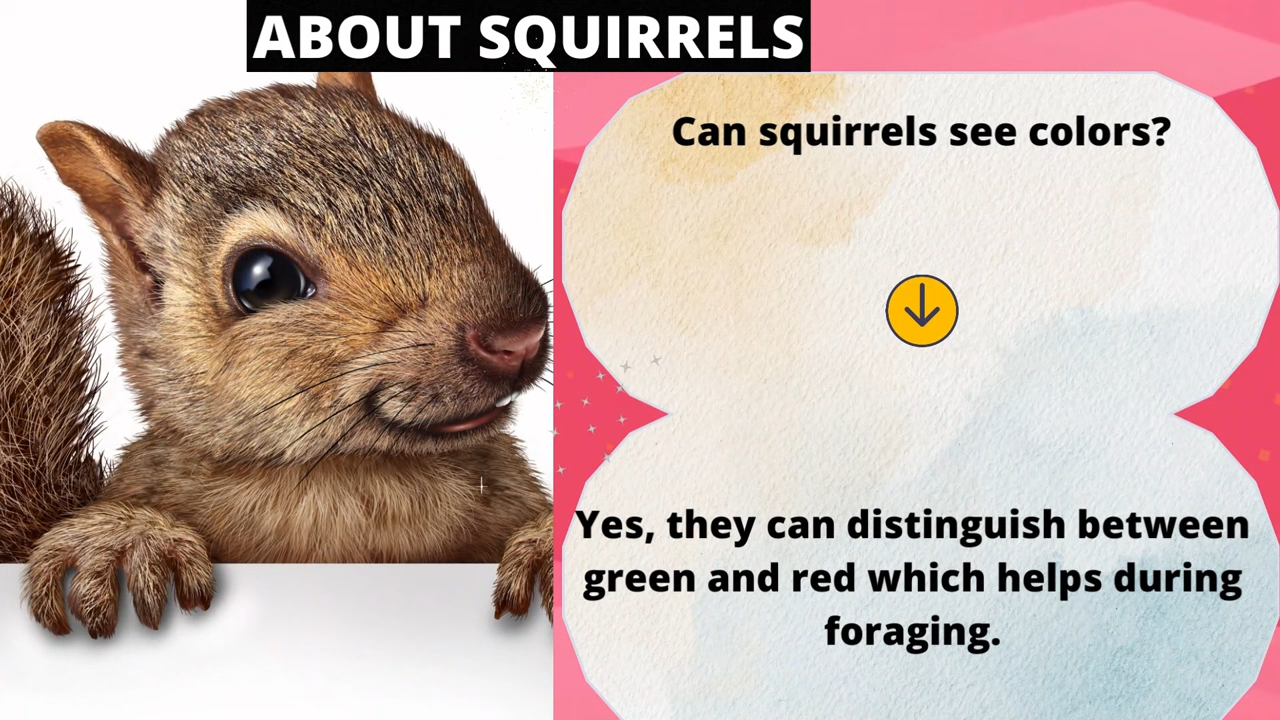 ABOUT SQUIRRELS
Can squirrels see colors?
Yes, they can distinguish between
green and red which helps during
foraging.